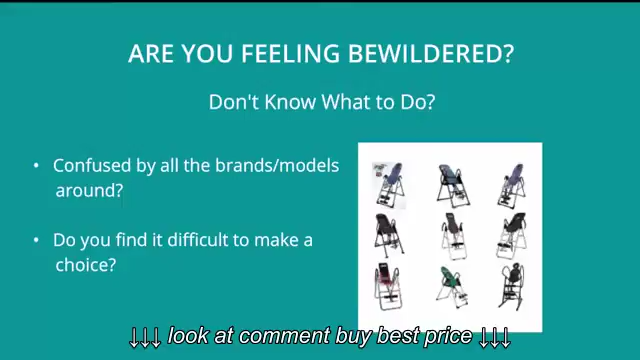 ARE YOU FEELING BEWILDERED?
Don't Know What to Do?
• Confused by all the brands/models
around?
• Do you find it difficult to make a
choice?
↓↓↓ look at comment buy best price ↓↓↓